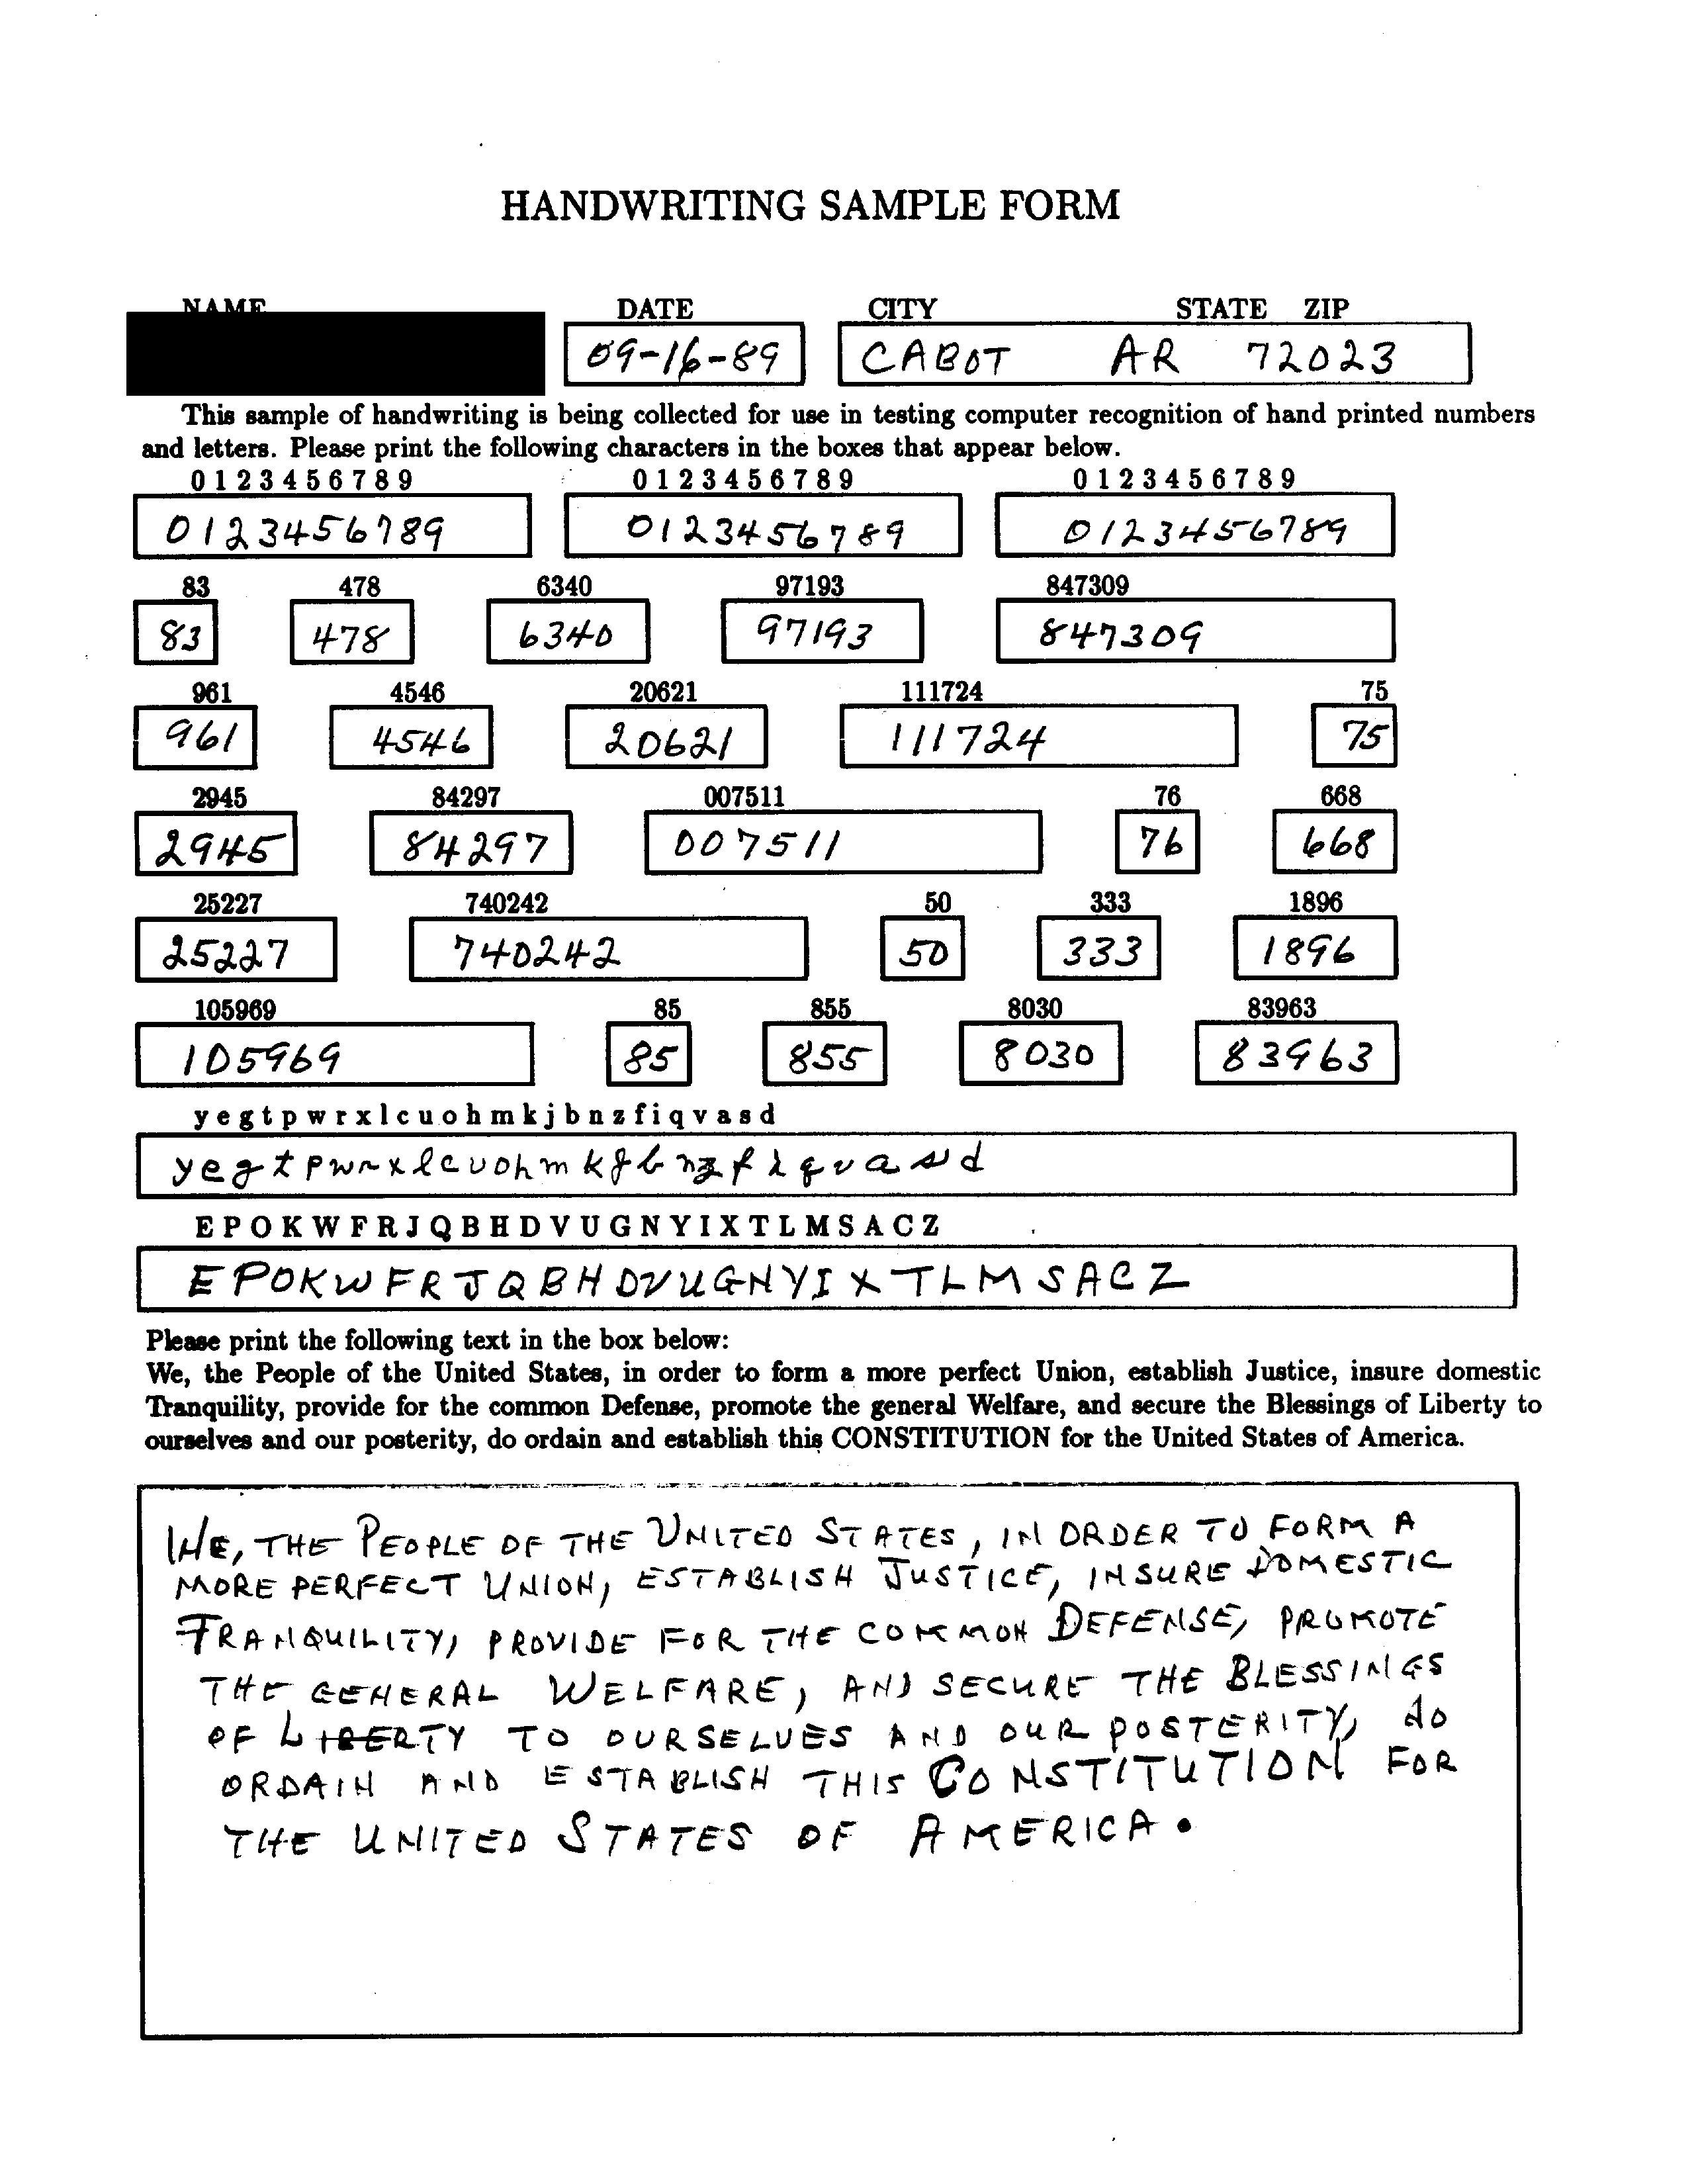 HANDWRITING SAMPLE FORM
NAME DATE CITY STATE ZIP
09-16-89 CABOT AR 72023
This sample of handwriting is being collected for use in testing computer recognition of hand printed numbers
and letters. Please print the following characters in the boxes that appear below.
0 1 2 3 4 5 6 7 8 9 0 1 2 3 4 5 6 7 8 9 0 1 2 3 4 5 6 7 8 9
0123456789 0123456789 0123456789
83 478 6340 97193 847309
83 478 6340 97193 847309
961 4546 20621 111724 75
961 4546 20621 111724 75
2945 84297 007511 76 668
2945 84297 007511 76 668
25227 740242 50 333 1896
25227 740242 50 333 1896
105969 85 855 8030 83963
105969 85 855 8030 83963
y e g t p w r x l c u o h m k j b n z f i q v a s d
y e g t p w r x l c u o h m k j b n z f i q v a s d
E P O K W F R J Q B H D V U G N Y I X T L M S A C Z
E P O K W F R J Q B H D V U G N Y I X T L M S A C Z
Please print the following text in the box below:
We, the People of the United States, in order to form a more perfect Union, establish Justice, insure domestic
Tranquility, provide for the common Defense, promote the general Welfare, and secure the Blessings of Liberty to
ourselves and our posterity, do ordain and establish this CONSTITUTION for the United States of America.
WE, THE PEOPLE OF THE UNITED STATES, IN ORDER TO FORM A
MORE PERFECT UNION, ESTABLISH JUSTICE, INSURE DOMESTIC
TRANQUILITY, PROVIDE FOR THE COMMON DEFENSE, PROMOTE
THE GENERAL WELFARE, AND SECURE THE BLESSINGS
OF LIBERTY TO OURSELVES AND OUR POSTERITY, do
ORDAIN AND ESTABLISH THIS CONSTITUTION FOR
THE UNITED STATES OF AMERICA.